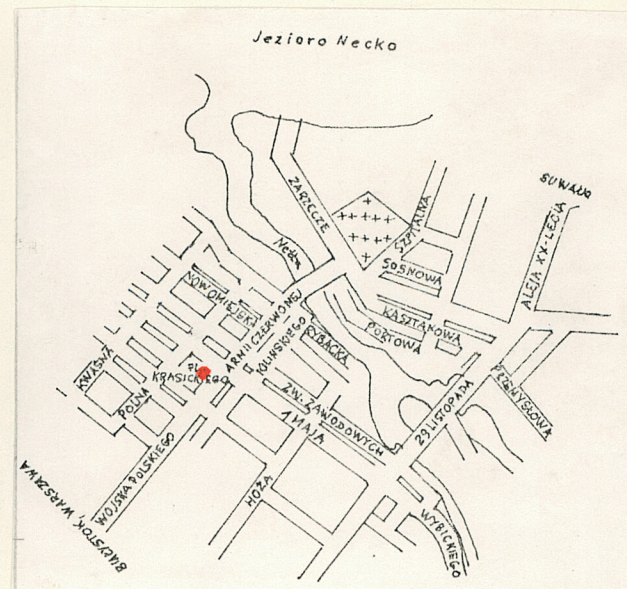 Jezioro Necko
SUWAŁKI
ZARZECZE
SZPITALNA
ALEJA XX-LECIA
Netta
SOSNOWA
NOWOMIEJSKA
ARMII CZERWONEJ
KILIŃSKIEGO
RYBACKA
KASZTANOWA
PORTOWA
KWAŚNA
PL.
KRASICKIEGO
POLNA
PRZEMYSŁOWA
29 LISTOPADA
ZW. ZAWODOWYCH
1 MAJA
WOJSKA POLSKIEGO
HOŻA
WYBICKIEGO
BIAŁYSTOK, WARSZAWA